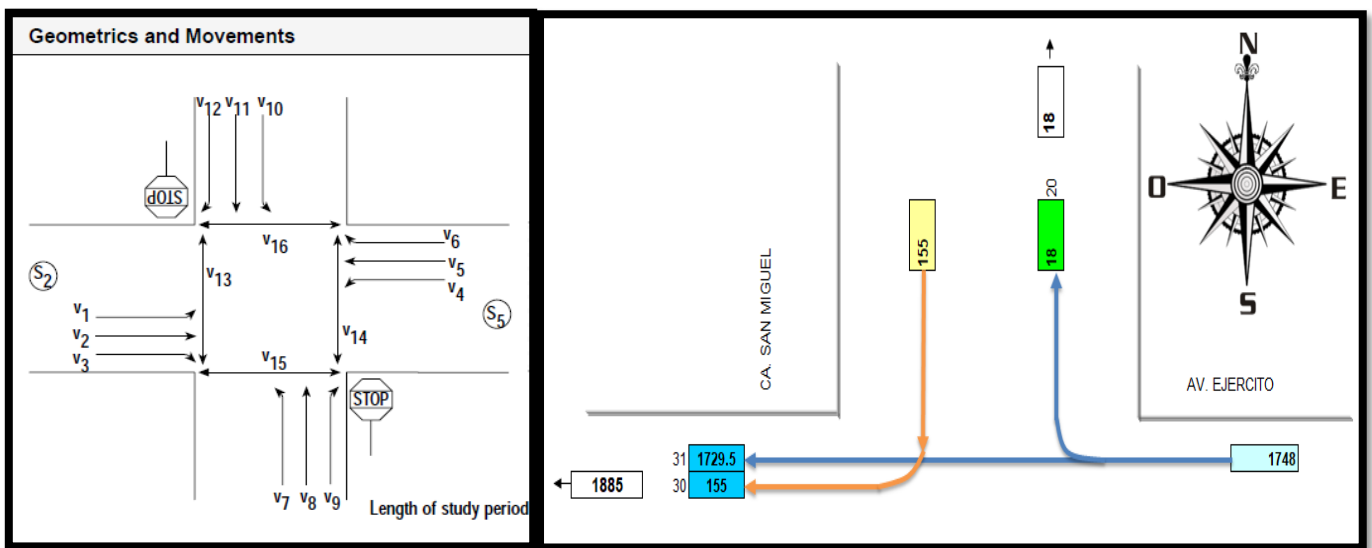 Geometrics and Movements
v12 v11 v10
STOP
v16
v6
v5
v4
S2
v13
v1
v2
v3
S5
v14
v15
STOP
v7 v8 v9
Length of study period
N
18
O
E
20
155
18
S
CA. SAN MIGUEL
AV. EJERCITO
31 1729.5
1748
1885
30 155